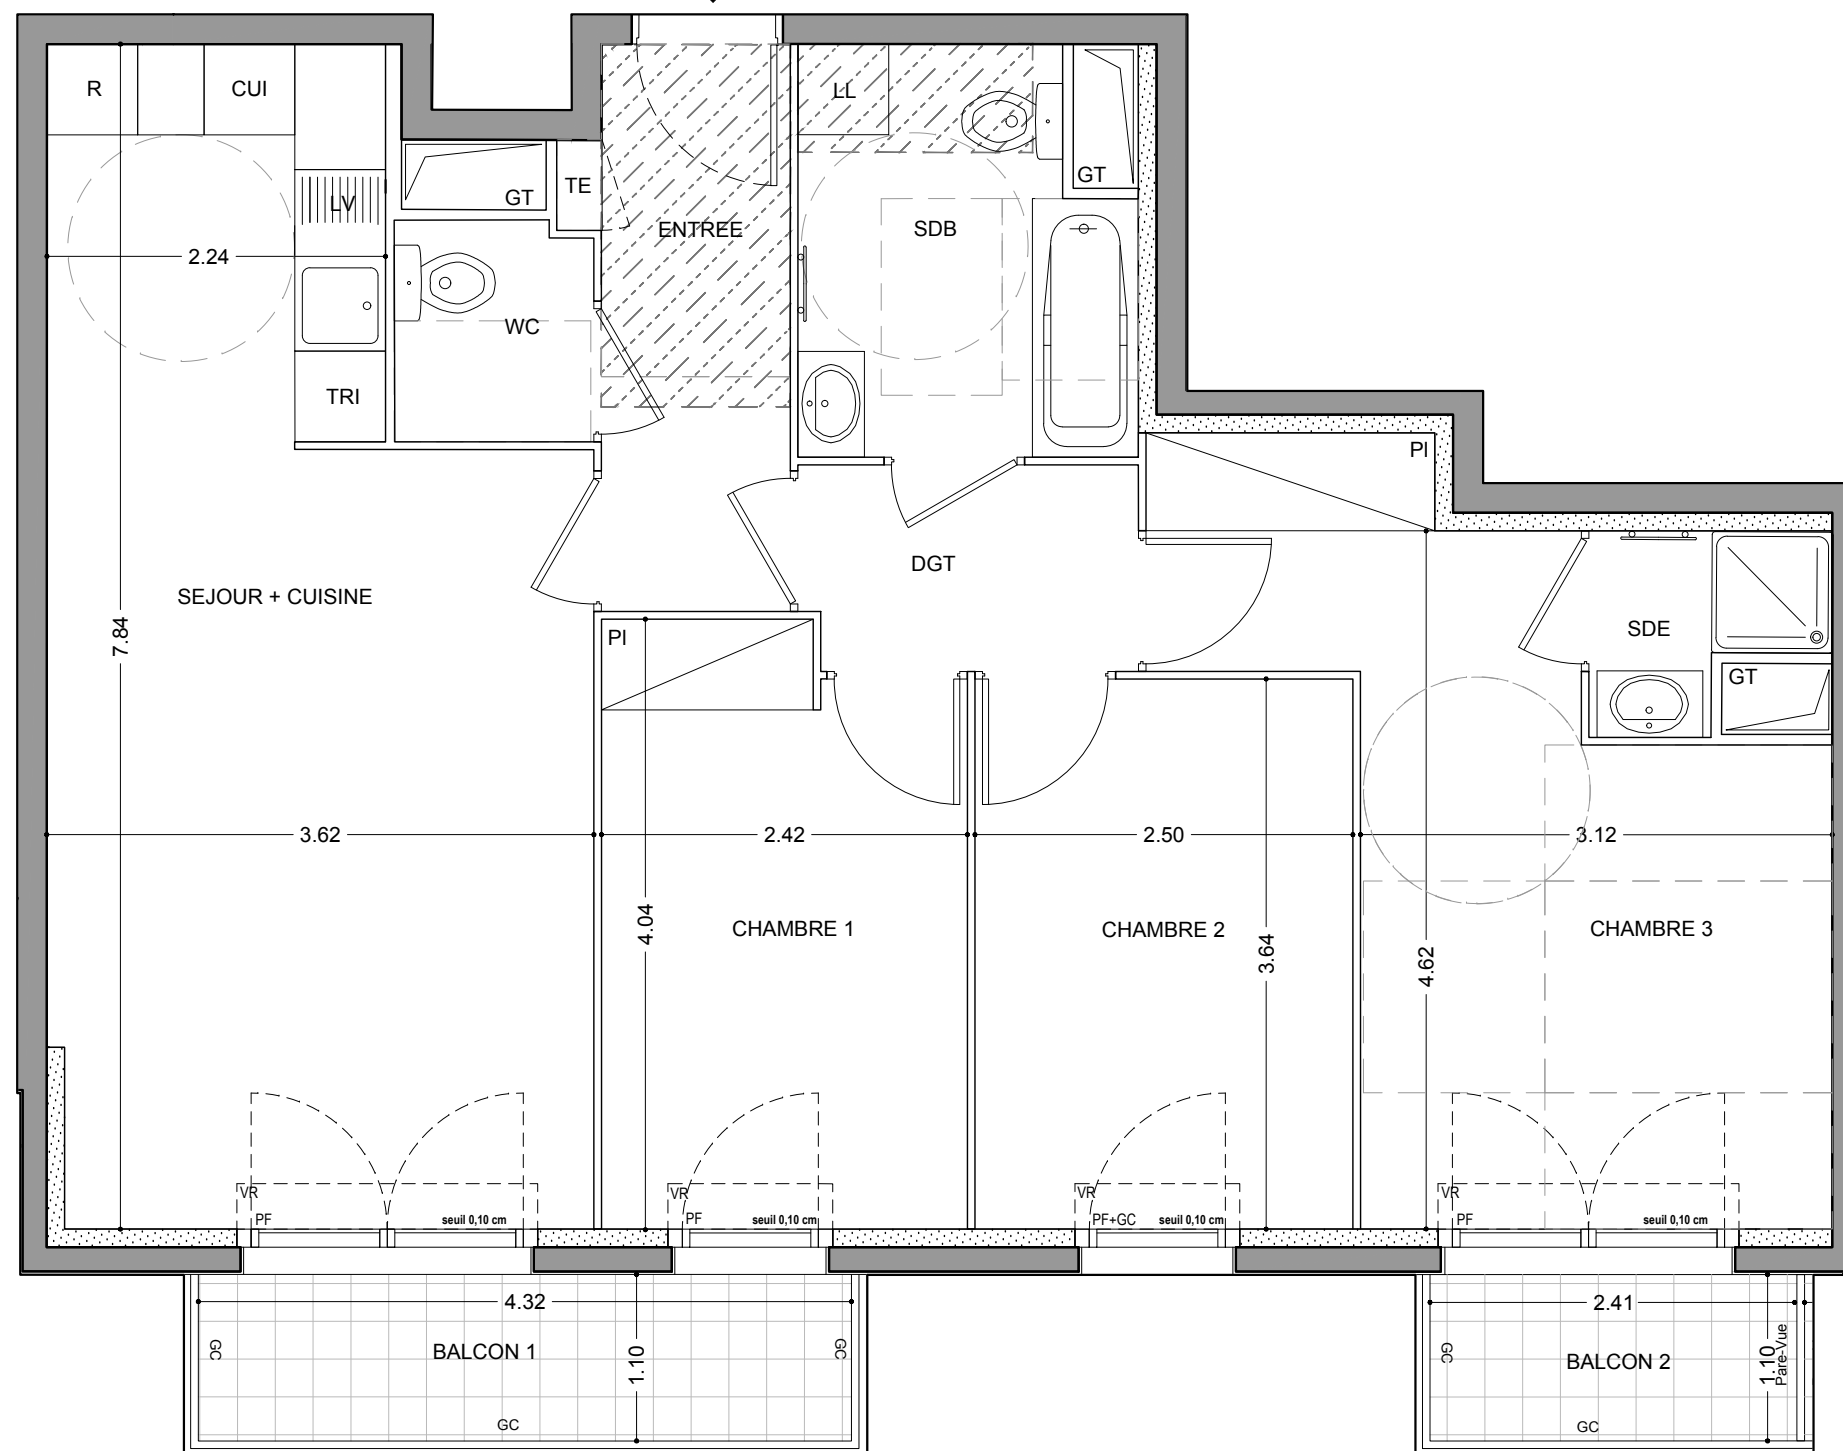 R
CUI
LL
GT
LV
GT
TE
ENTREE
SDB
2.24
WC
TRI
PI
DGT
SEJOUR + CUISINE
7.84
PI
SDE
GT
3.62
2.42
2.50
3.12
4.04
CHAMBRE 1
CHAMBRE 2
3.64
4.62
CHAMBRE 3
VR
PF
seuil 0,10 cm
VR
PF
seuil 0,10 cm
VR
PF+GC
seuil 0,10 cm
VR
PF
seuil 0,10 cm
4.32
GC
BALCON 1
1.10
GC
GC
2.41
GC
BALCON 2
1.10
Pare-Vue
GC